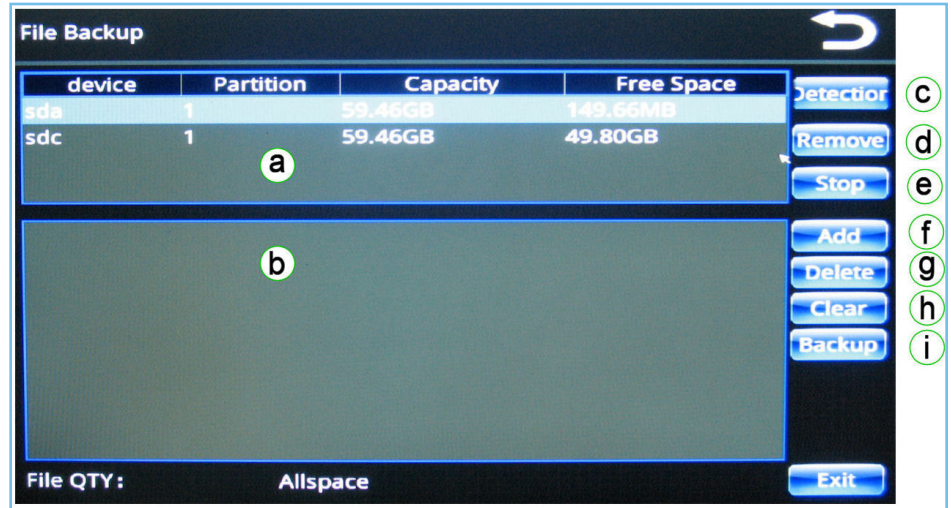 File Backup
device Partition Capacity Free Space
sda 1 59.46GB 149.66MB
sdc 1 59.46GB 49.80GB
Detection
Remove
Stop
Add
Delete
Clear
Backup
File QTY: Allspace
Exit
a
b
c
d
e
f
g
h
i